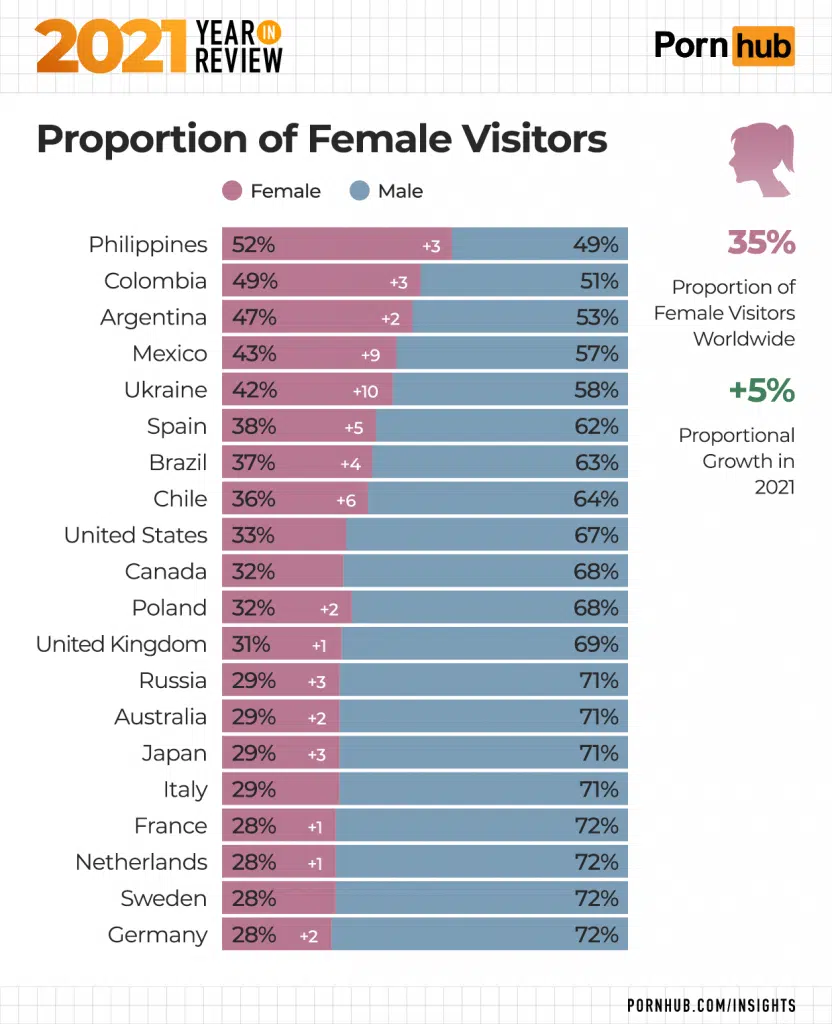 2021 YEAR IN REVIEW
Pornhub
Proportion of Female Visitors
Female Male
Philippines 52% +3 49%
Colombia 49% +3 51%
Argentina 47% +2 53%
Mexico 43% +9 57%
Ukraine 42% +10 58%
Spain 38% +5 62%
Brazil 37% +4 63%
Chile 36% +6 64%
United States 33% 67%
Canada 32% 68%
Poland 32% +2 68%
United Kingdom 31% +1 69%
Russia 29% +3 71%
Australia 29% +2 71%
Japan 29% +3 71%
Italy 29% 71%
France 28% +1 72%
Netherlands 28% +1 72%
Sweden 28% 72%
Germany 28% +2 72%
35%
Proportion of
Female Visitors
Worldwide
+5%
Proportional
Growth in
2021
PORNHUB.COM/INSIGHTS